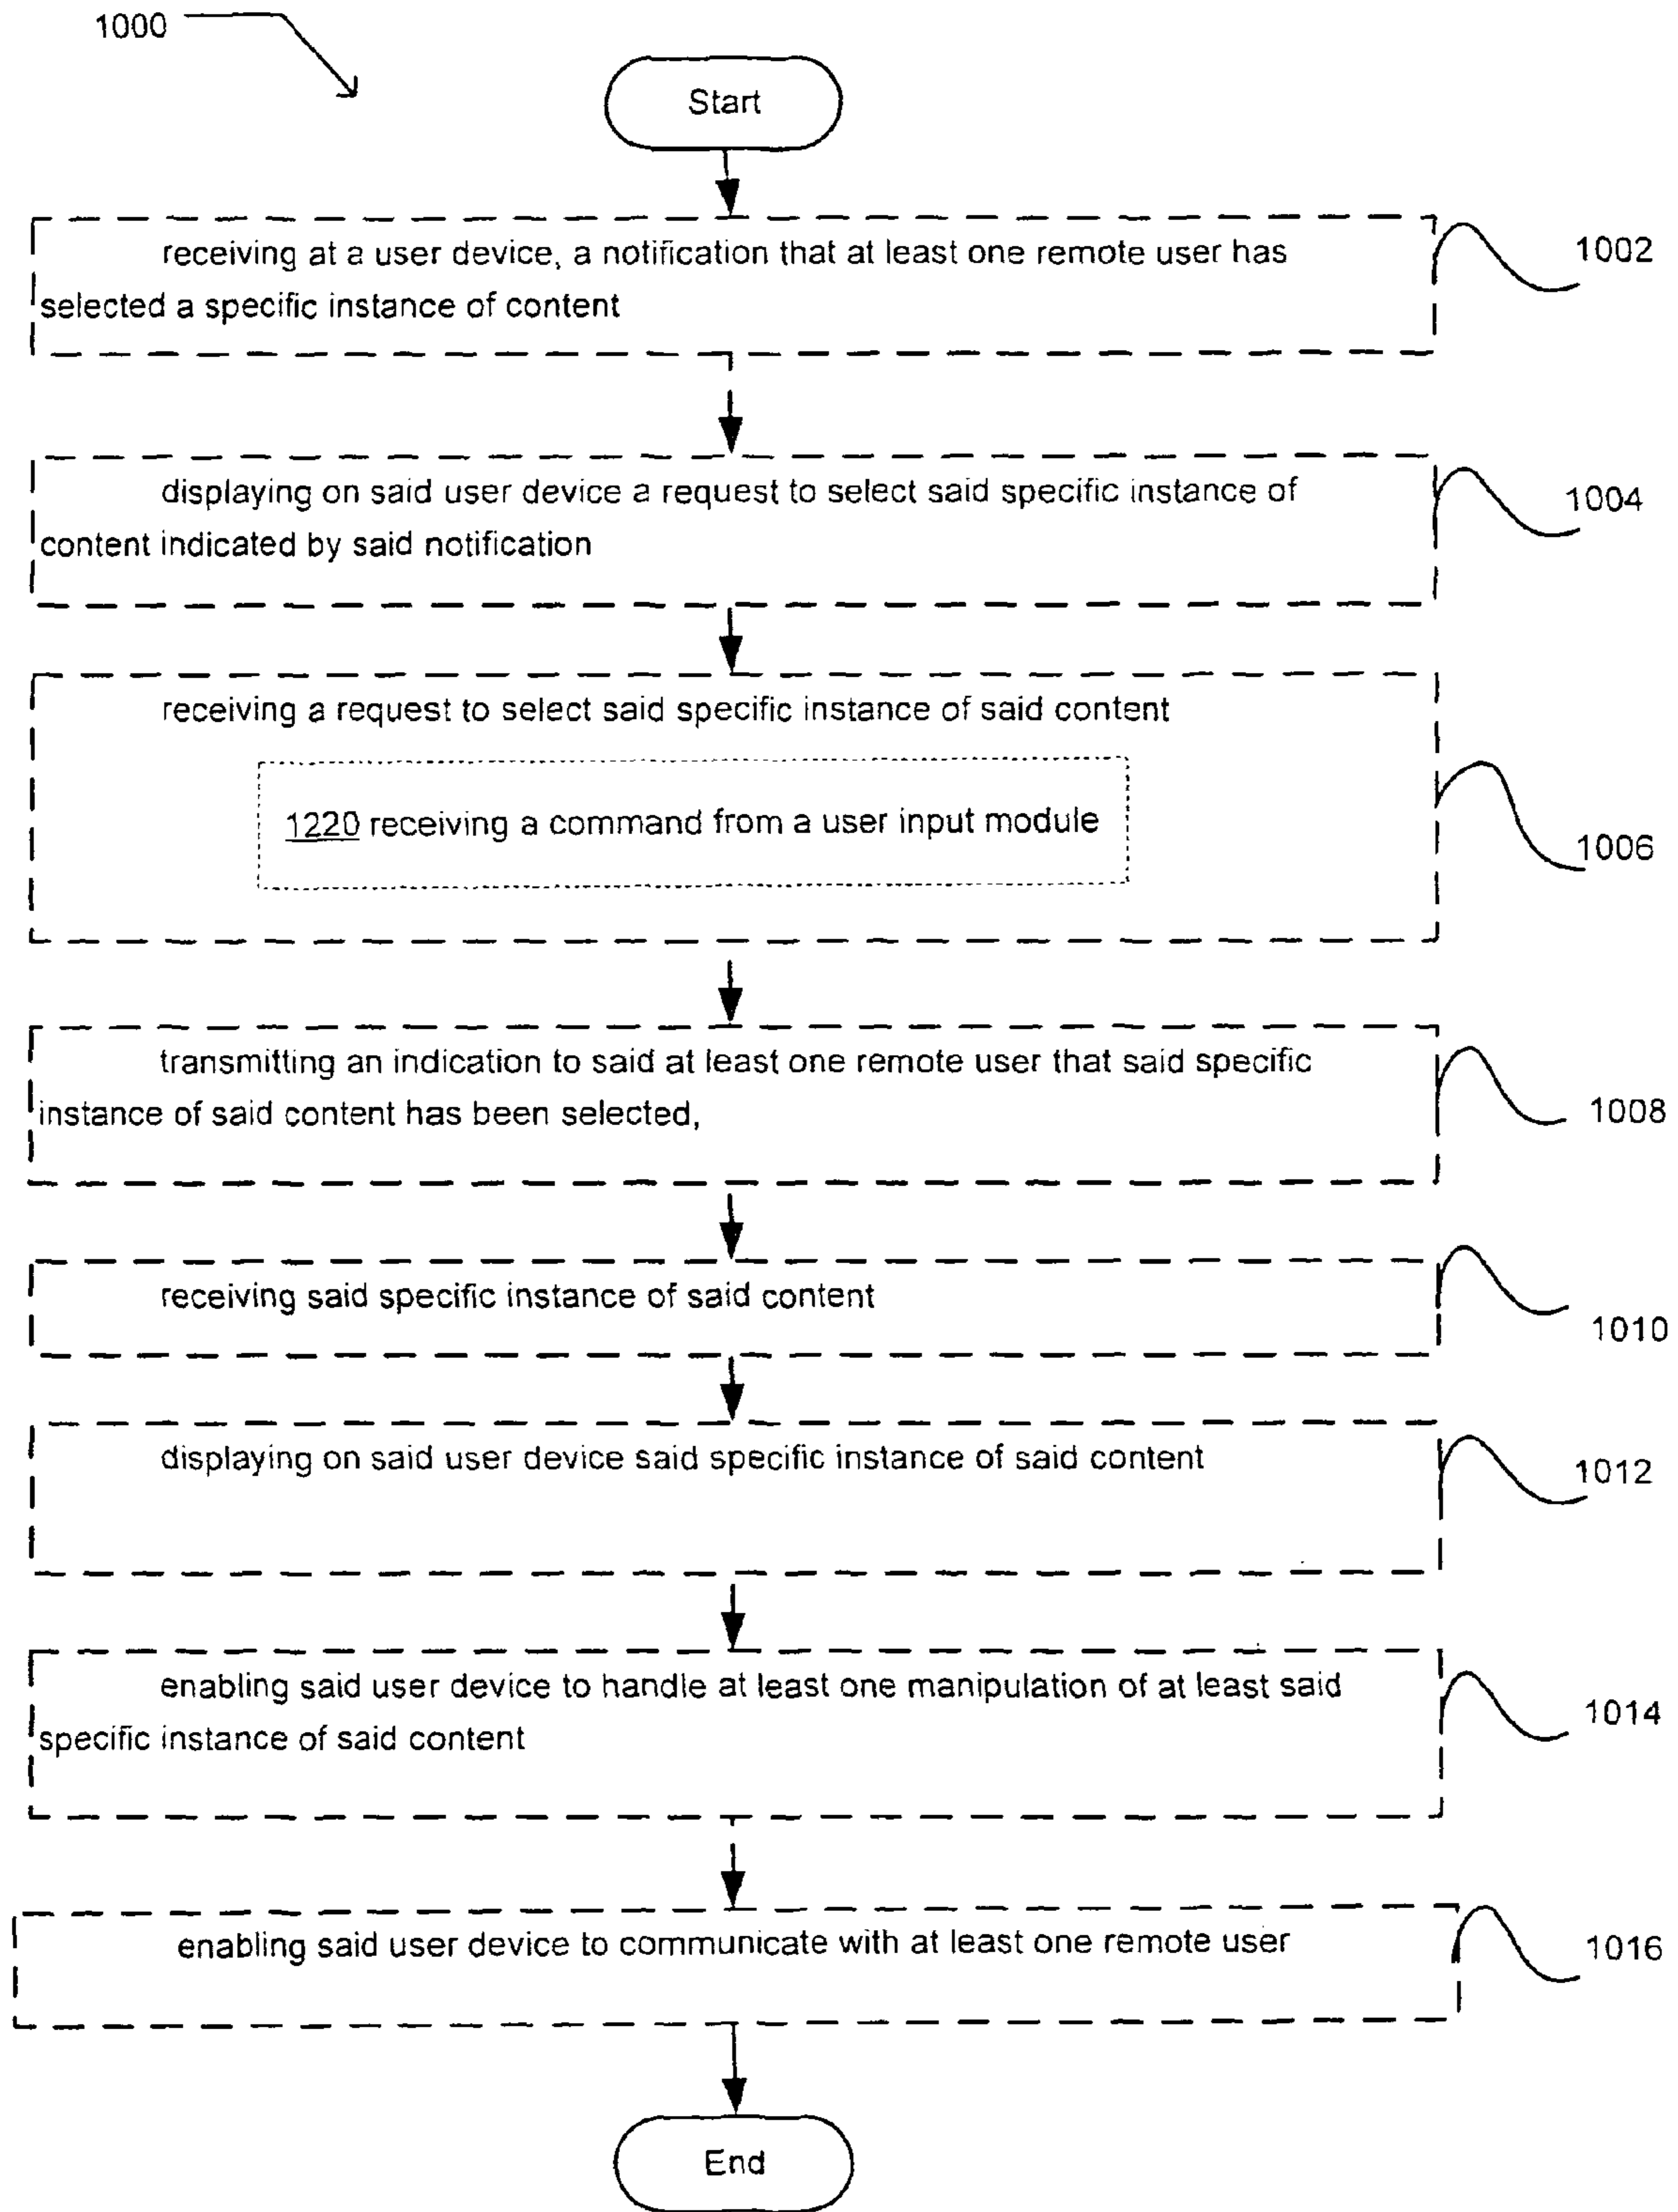 1000
Start
receiving at a user device, a notification that at least one remote user has
selected a specific instance of content
1002
displaying on said user device a request to select said specific instance of
content indicated by said notification
1004
receiving a request to select said specific instance of said content
1220 receiving a command from a user input module
1006
transmitting an indication to said at least one remote user that said specific
instance of said content has been selected,
1008
receiving said specific instance of said content
1010
displaying on said user device said specific instance of said content
1012
enabling said user device to handle at least one manipulation of at least said
specific instance of said content
1014
enabling said user device to communicate with at least one remote user
1016
End